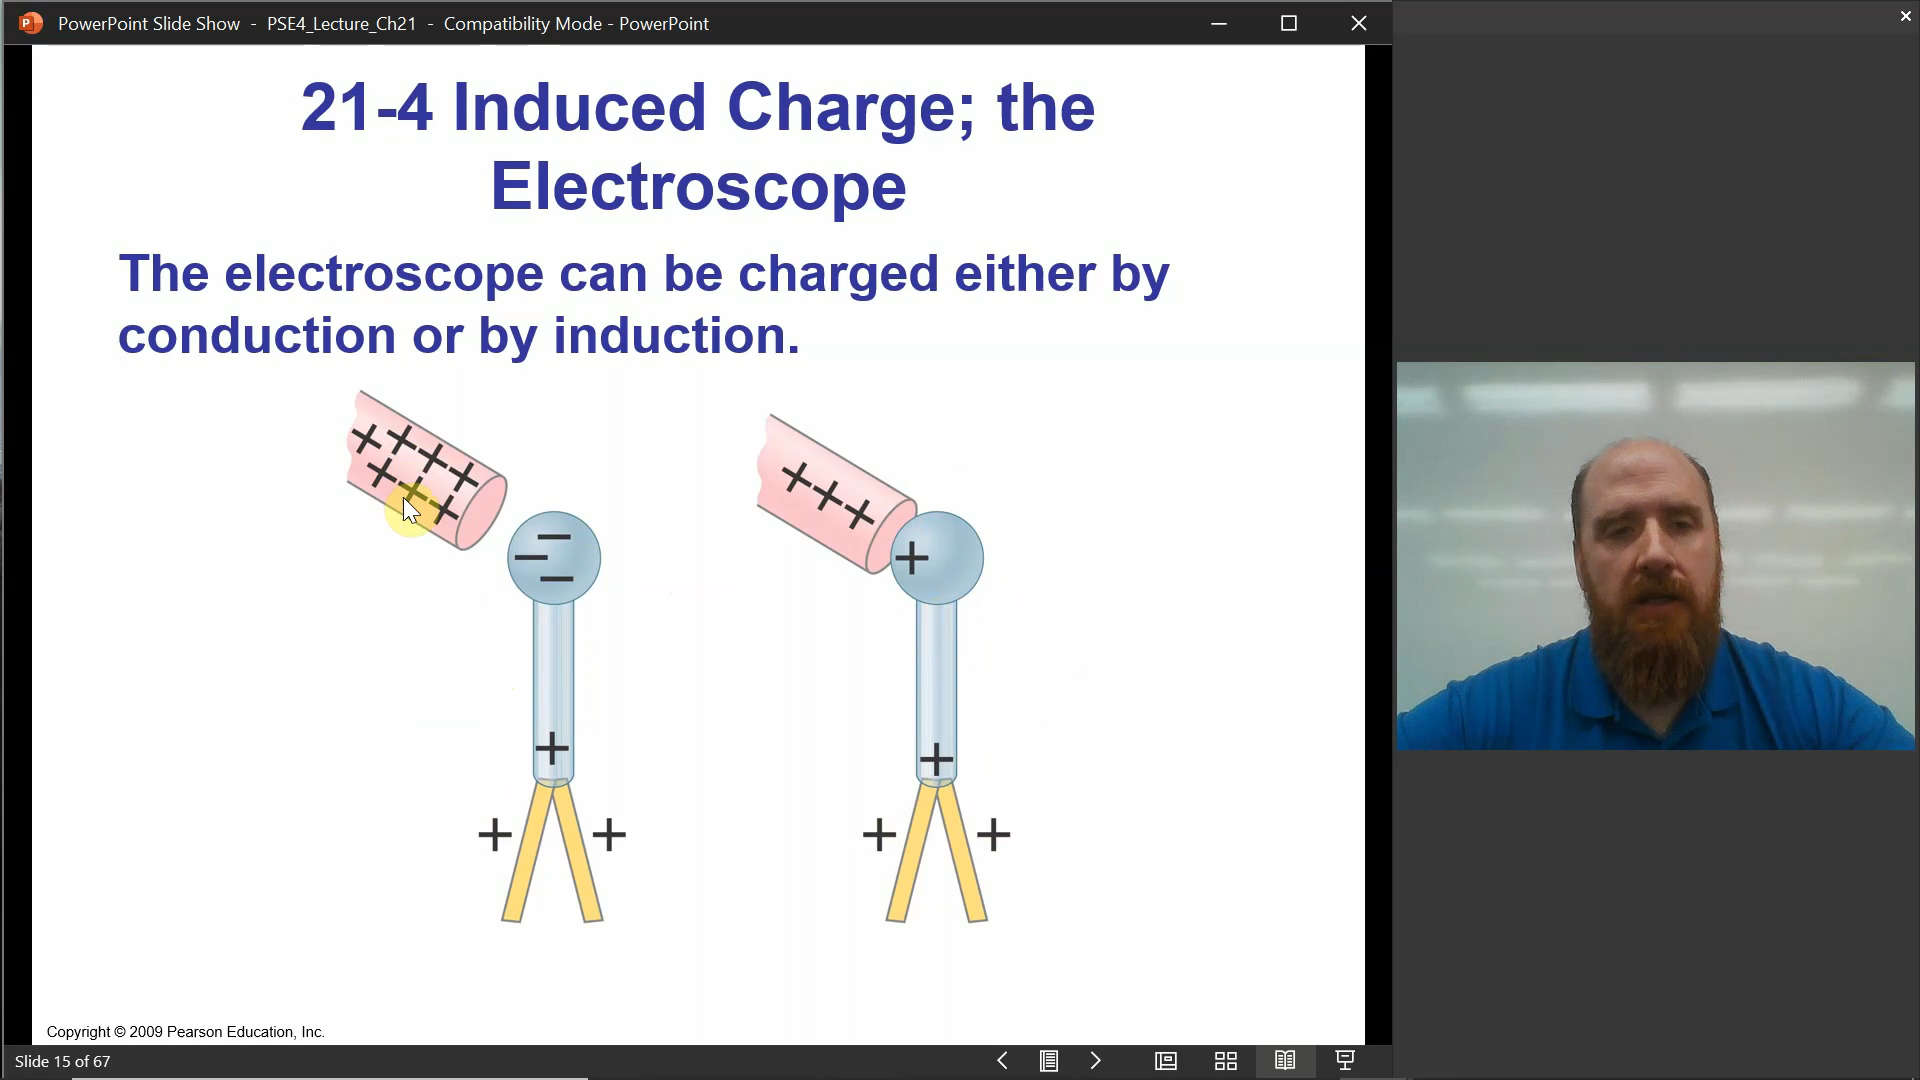 PowerPoint Slide Show - PSE4_Lecture_Ch21 - Compatibility Mode - PowerPoint
21-4 Induced Charge; the
Electroscope
The electroscope can be charged either by
conduction or by induction.
+ + + +
+ + +
+ + +
− − −
+
+
+
+ +
+ +
Copyright © 2009 Pearson Education, Inc.
Slide 15 of 67